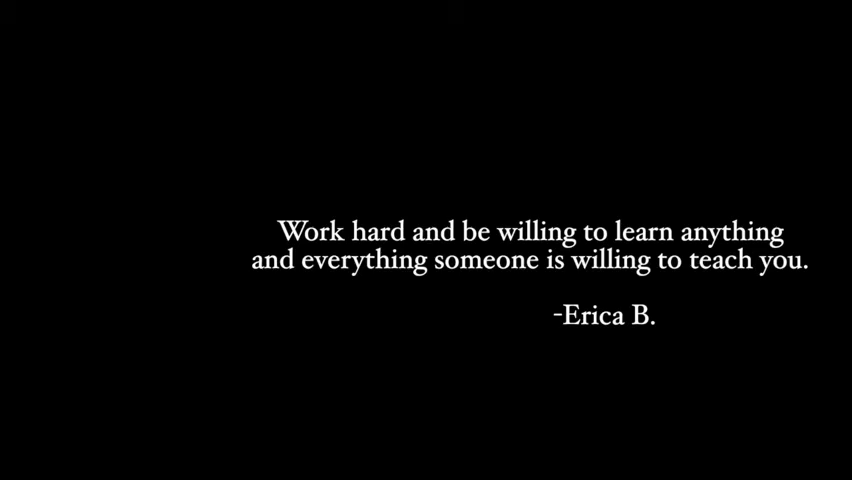 Work hard and be willing to learn anything
and everything someone is willing to teach you.
-Erica B.